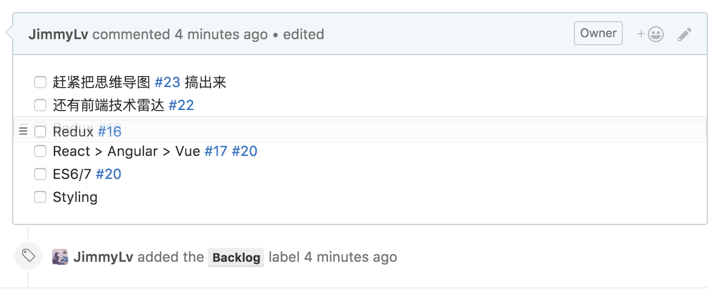 JimmyLv commented 4 minutes ago • edited Owner
赶紧把思维导图 #23 搞出来
还有前端技术雷达 #22
Redux #16
React > Angular > Vue #17 #20
ES6/7 #20
Styling
JimmyLv added the Backlog label 4 minutes ago